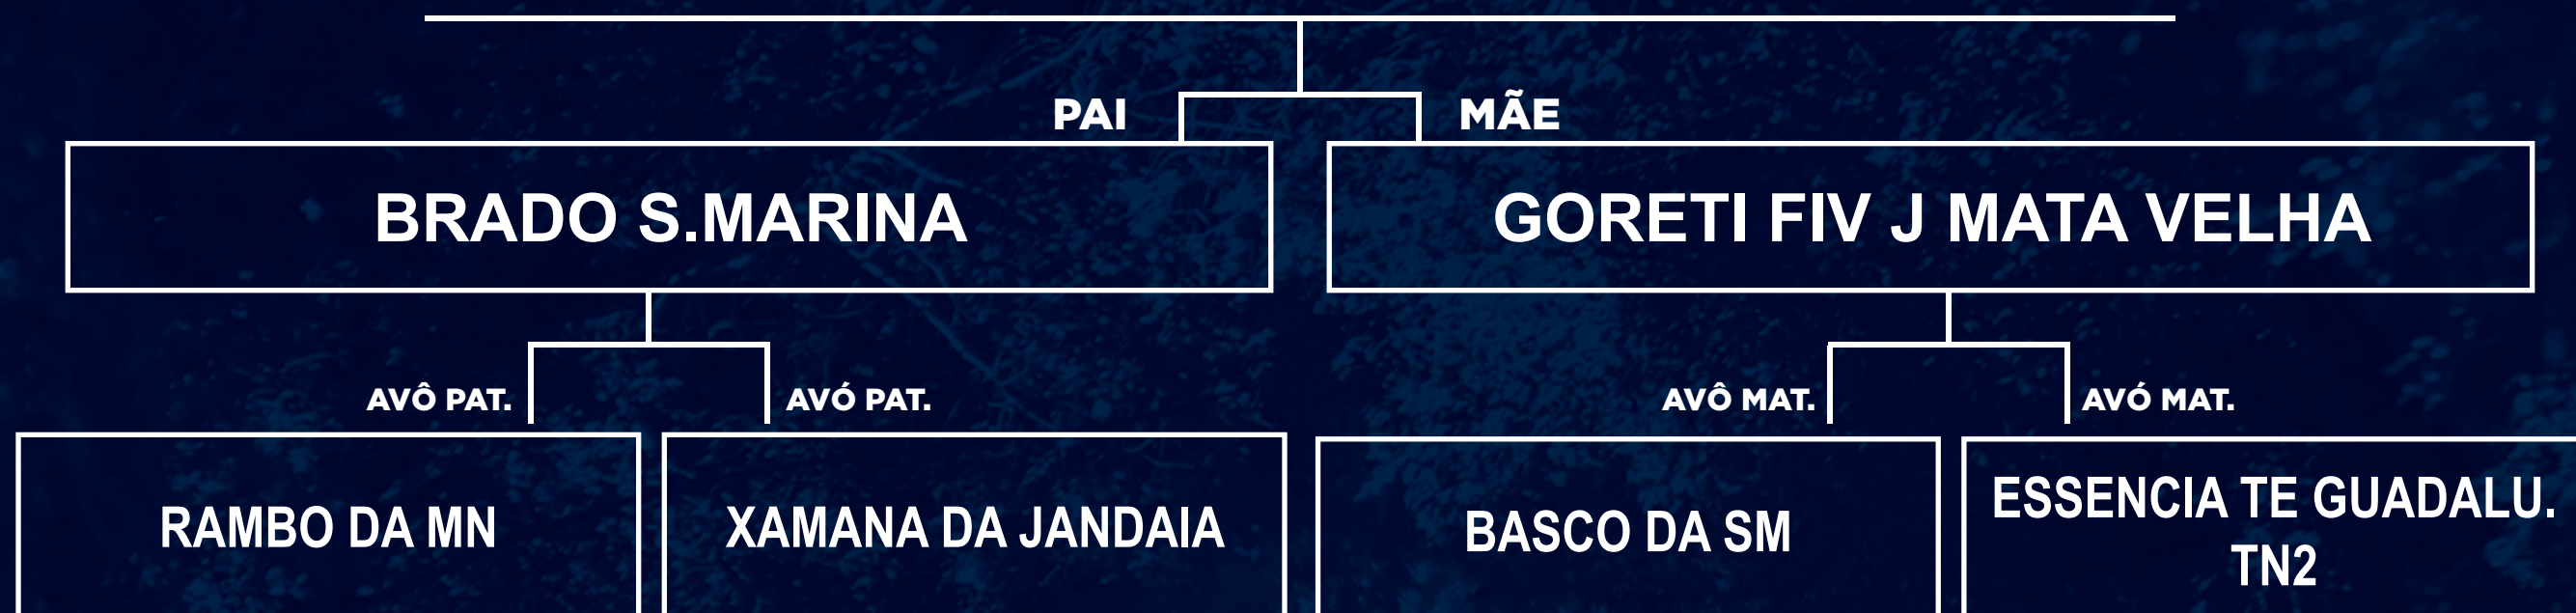 PAI
MÃE
BRADO S.MARINA
GORETI FIV J MATA VELHA
AVÔ PAT.
AVÓ PAT.
AVÔ MAT.
AVÓ MAT.
RAMBO DA MN
XAMANA DA JANDAIA
BASCO DA SM
ESSENCIA TE GUADALU.
TN2